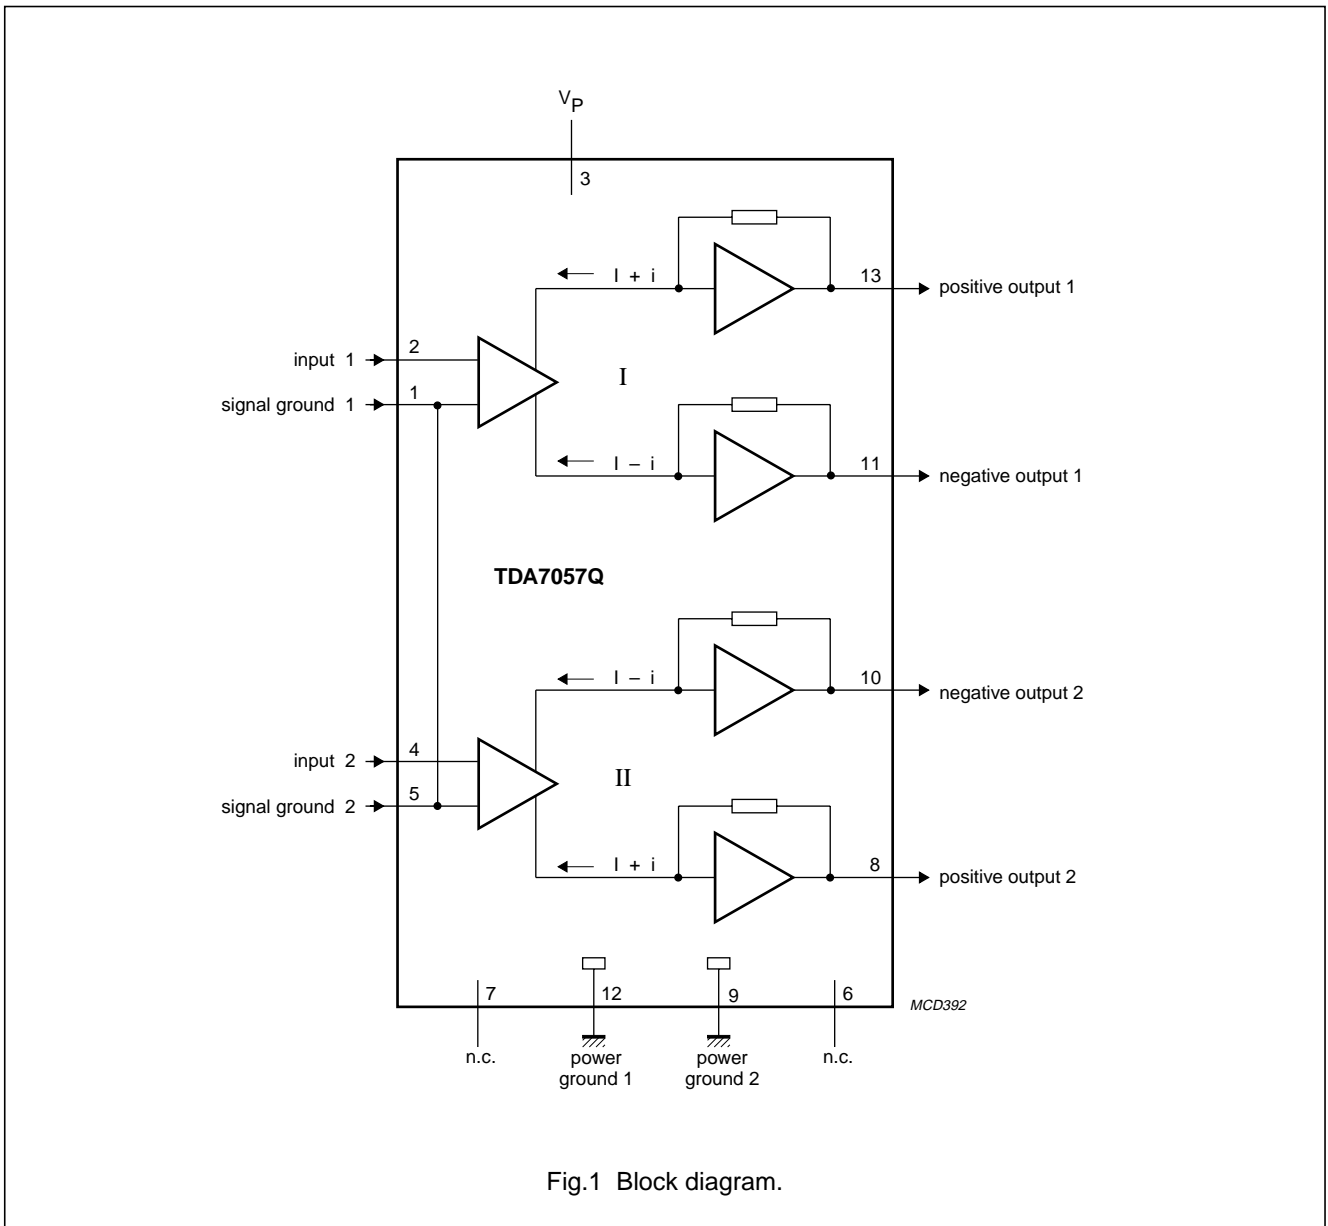 VP
3
I + i
13
positive output 1
input 1
2
I
signal ground 1
1
I – i
11
negative output 1
TDA7057Q
I – i
10
negative output 2
input 2
4
II
signal ground 2
5
I + i
8
positive output 2
7
12
9
6
MCD392
n.c.
power
ground 1
power
ground 2
n.c.
Fig.1 Block diagram.